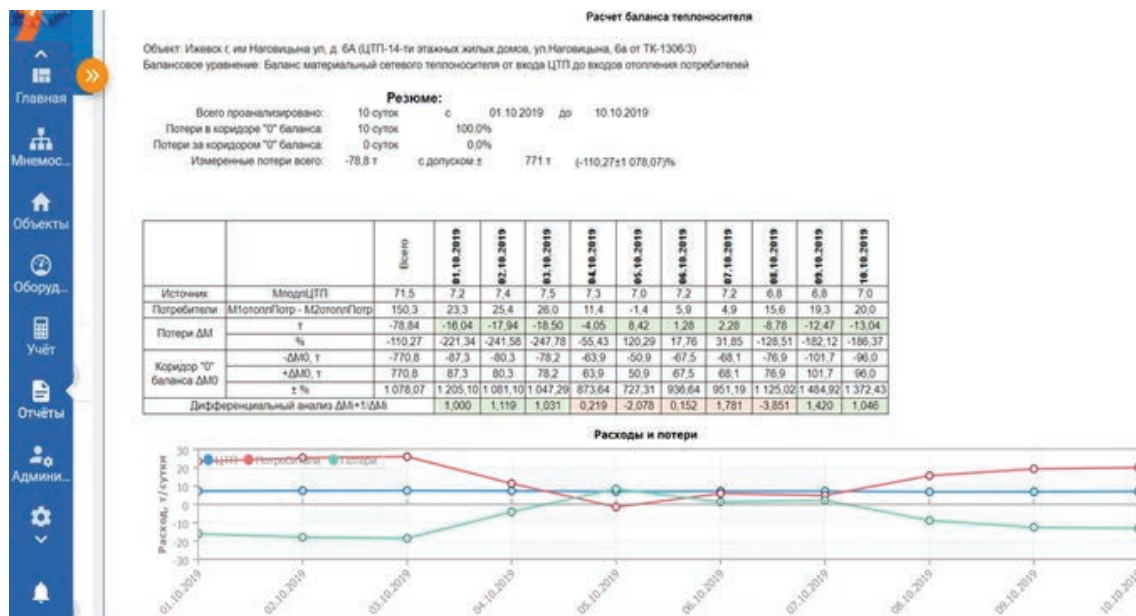 Расчет баланса теплоносителя
Объект: Ижевск г, им Наговицына ул, д. 6А (ЦТП-14-ти этажных жилых домов, ул.Наговицына, 6а от ТК-1306/3)
Балансовое уравнение: Баланс материальный сетевого теплоносителя от входа ЦТП до входов отопления потребителей
Резюме:
Всего проанализировано: 10 суток с 01.10.2019 до 10.10.2019
Потери в коридоре "0" баланса: 10 суток 100,0%
Потери за коридором "0" баланса: 0 суток 0,0%
Измеренные потери всего: -78,8 т с допуском ± 771 т (-110,27±1 078,07)%
Главная
Мнемос...
Объекты
Оборуд...
Учёт
Отчёты
Админи...
Всего 01.10.2019 02.10.2019 03.10.2019 04.10.2019 05.10.2019 06.10.2019 07.10.2019 08.10.2019 09.10.2019 10.10.2019
Источник МподпЦТП 71,5 7,2 7,4 7,5 7,3 7,0 7,2 7,2 6,8 6,8 7,0
Потребители М1отоплПотр - М2отоплПотр 150,3 23,3 25,4 26,0 11,4 -1,4 5,9 4,9 15,6 19,3 20,0
Потери ΔМ т -78,84 -16,04 -17,94 -18,50 -4,05 8,42 1,28 2,28 -8,78 -12,47 -13,04
% -110,27 -221,34 -241,58 -247,78 -55,43 120,29 17,76 31,85 -128,51 -182,12 -186,37
Коридор "0" баланса ΔМ0 -ΔМ0, т -770,8 -87,3 -80,3 -78,2 -63,9 -50,9 -67,5 -68,1 -76,9 -101,7 -96,0
+ΔМ0, т 770,8 87,3 80,3 78,2 63,9 50,9 67,5 68,1 76,9 101,7 96,0
± % 1 078,07 1 205,10 1 081,10 1 047,29 873,64 727,31 936,64 951,19 1 125,02 1 484,92 1 372,43
Дифференциальный анализ ΔМi+1/ΔМi 1,000 1,119 1,031 0,219 -2,078 0,152 1,781 -3,851 1,420 1,046
Расходы и потери
ЦТП Потребители Потери
Расход, т/сутки
30
20
10
0
-10
-20
-30
01.10.2019 02.10.2019 03.10.2019 04.10.2019 05.10.2019 06.10.2019 07.10.2019 08.10.2019 09.10.2019 10.10.2019